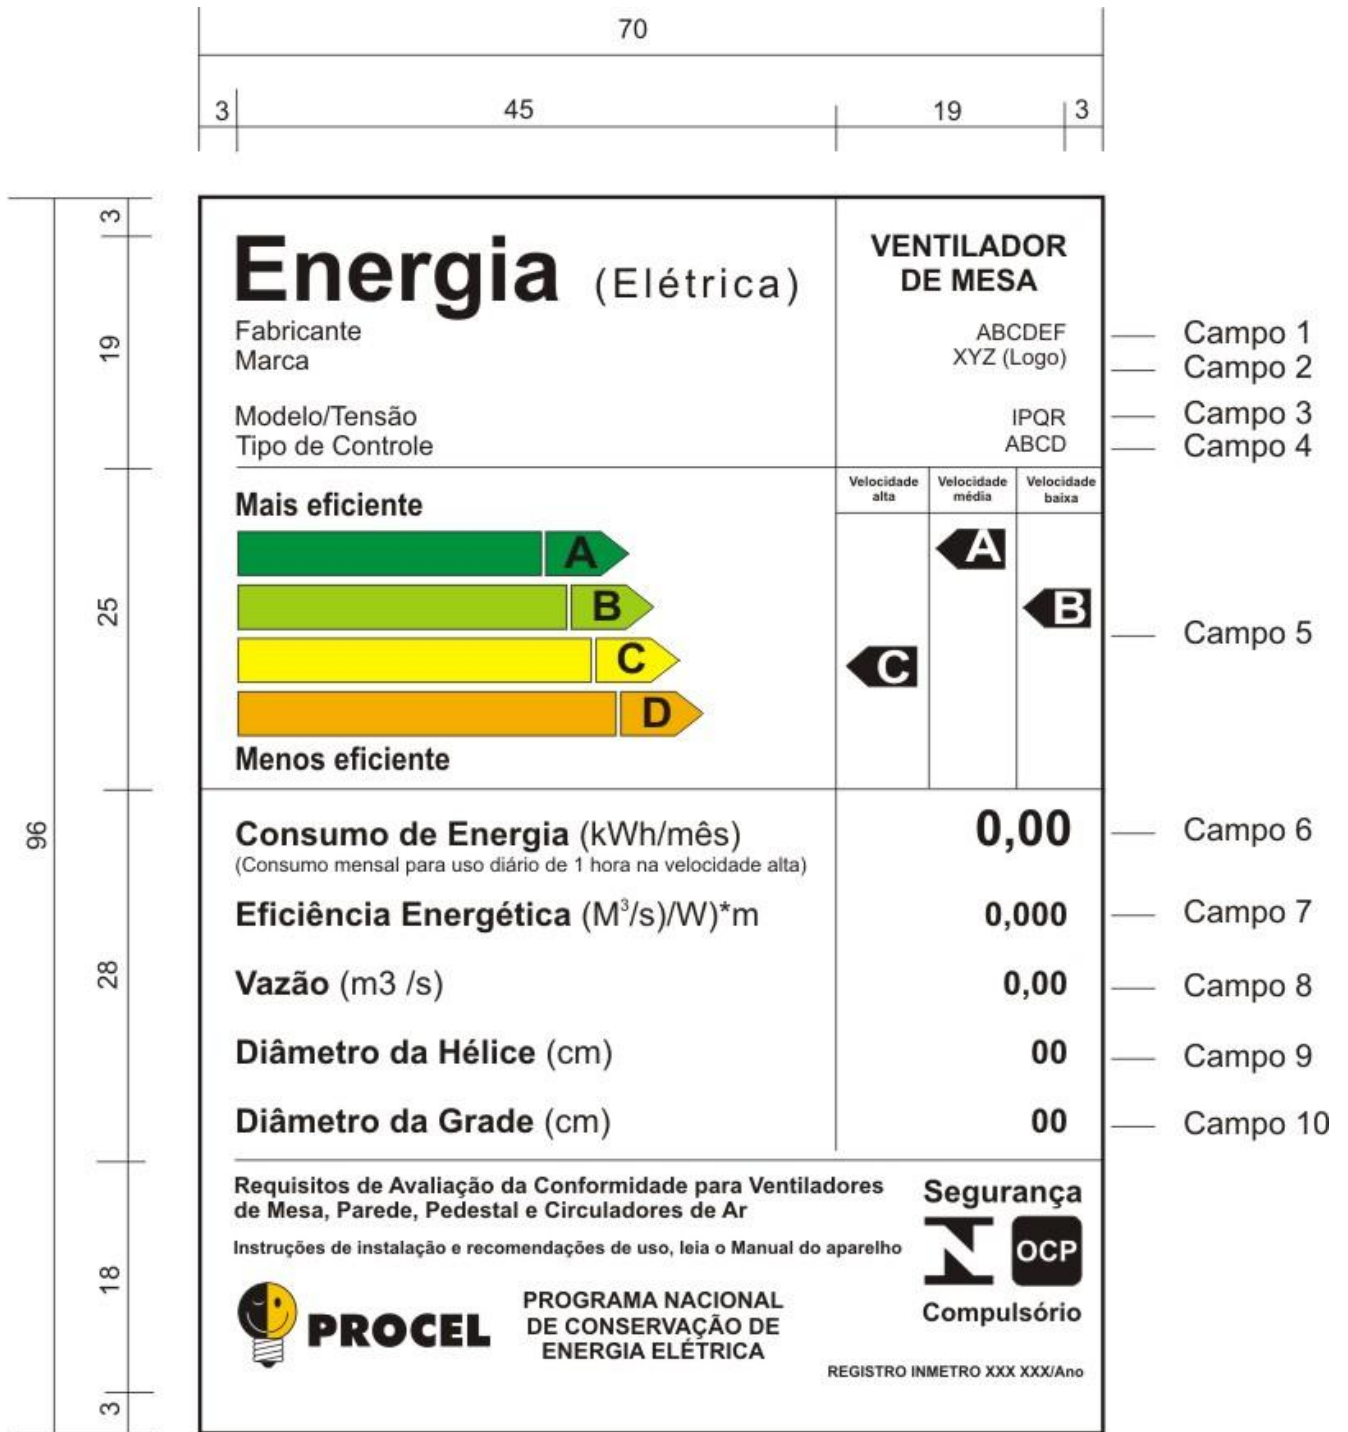 70
3 45 19 3
3
Energia (Elétrica)
VENTILADOR
DE MESA
19
Fabricante ABCDEF Campo 1
Marca XYZ (Logo) Campo 2
Modelo/Tensão IPQR Campo 3
Tipo de Controle ABCD Campo 4
Mais eficiente
Velocidade
alta
Velocidade
média
Velocidade
baixa
A A
25
B B
Campo 5
C C
D
Menos eficiente
96
Consumo de Energia (kWh/mês) 0,00 Campo 6
(Consumo mensal para uso diário de 1 hora na velocidade alta)
Eficiência Energética (M³/s)/W)*m 0,000 Campo 7
28
Vazão (m3 /s) 0,00 Campo 8
Diâmetro da Hélice (cm) 00 Campo 9
Diâmetro da Grade (cm) 00 Campo 10
Requisitos de Avaliação da Conformidade para Ventiladores
de Mesa, Parede, Pedestal e Circuladores de Ar
Instruções de instalação e recomendações de uso, leia o Manual do aparelho
Segurança
OCP
Compulsório
18
PROCEL
PROGRAMA NACIONAL
DE CONSERVAÇÃO DE
ENERGIA ELÉTRICA
REGISTRO INMETRO XXX XXX/Ano
3